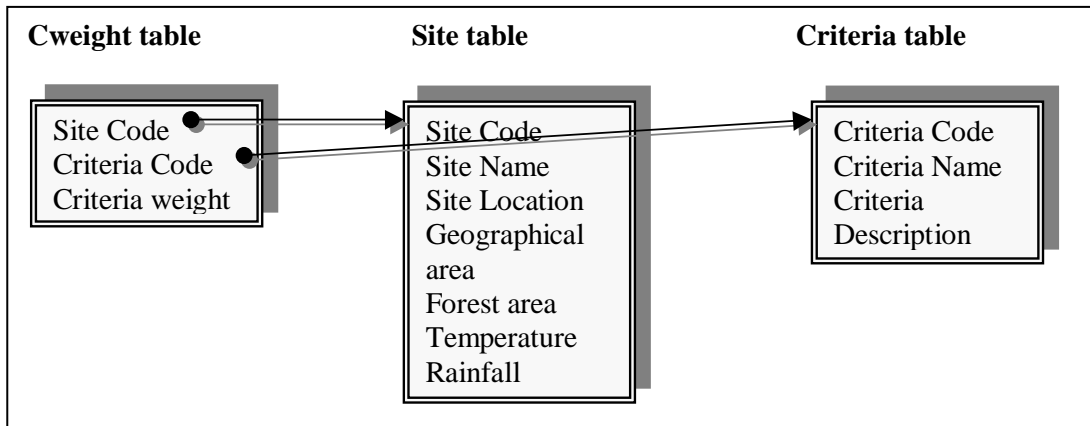 Cweight table
Site table
Criteria table
Site Code
Criteria Code
Criteria weight
Site Code
Site Name
Site Location
Geographical
area
Forest area
Temperature
Rainfall
Criteria Code
Criteria Name
Criteria
Description